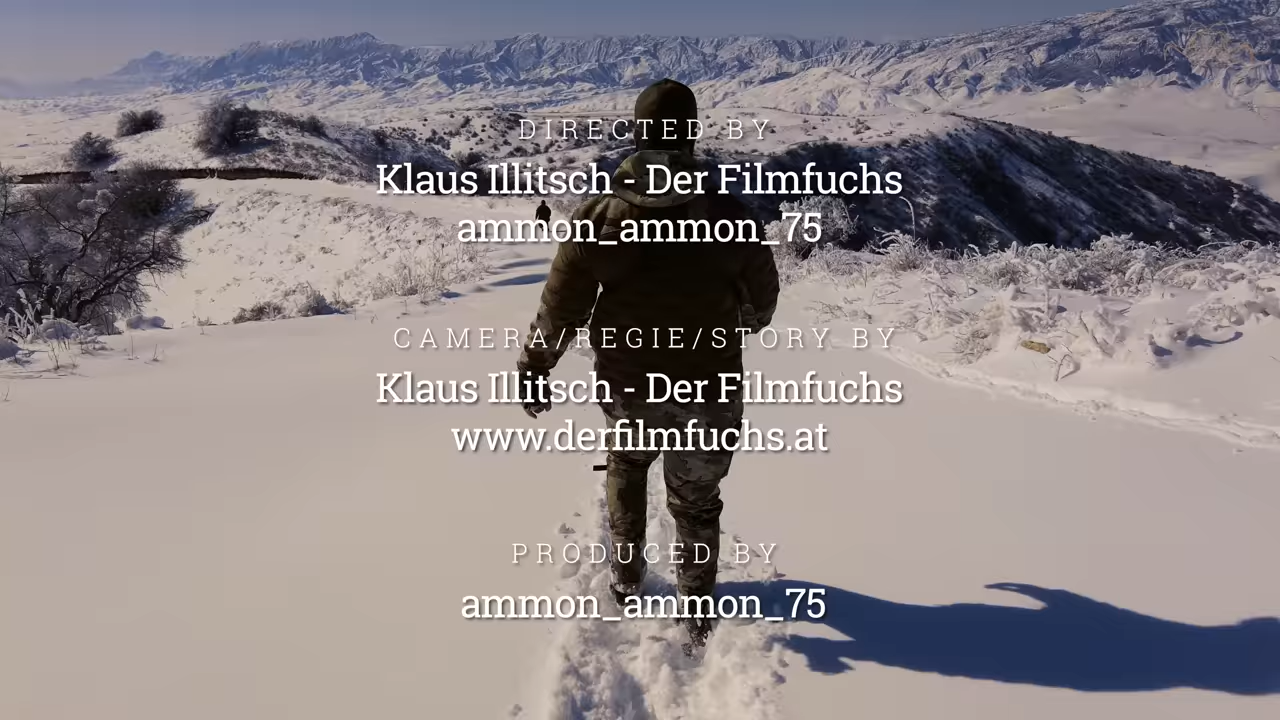 DIRECTED BY
Klaus Illitsch - Der Filmfuchs
ammon_ammon_75
CAMERA/REGIE/STORY BY
Klaus Illitsch - Der Filmfuchs
www.derfilmfuchs.at
PRODUCED BY
ammon_ammon_75